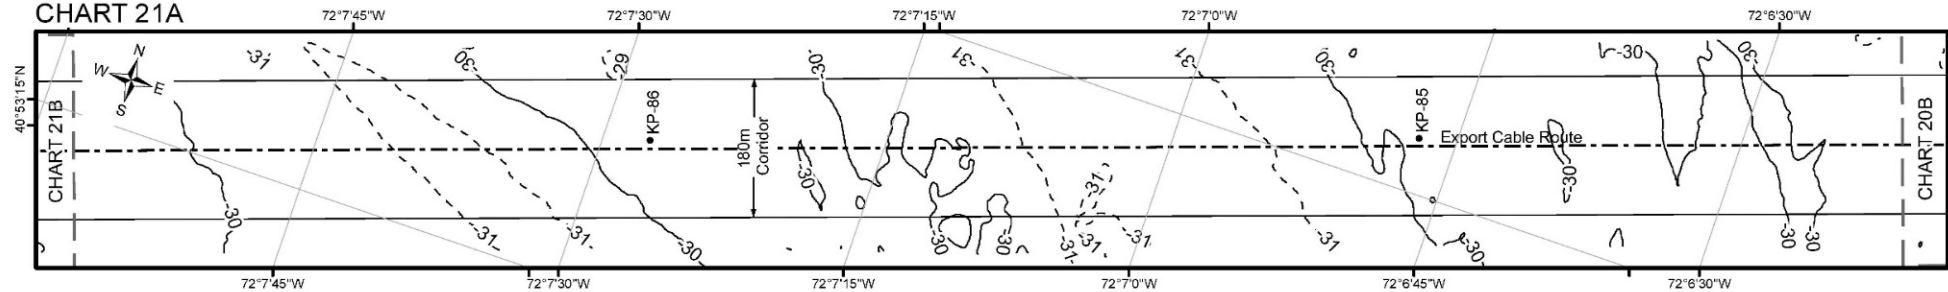 CHART 21A
72°7'45"W
72°7'30"W
72°7'15"W
72°7'0"W
72°6'30"W
40°53'15"N
N
W
E
S
-31
-30
-29
-30
-31
-31
-30
-30
-30
CHART 21B
KP-86
180m
Corridor
KP-85
Export Cable Route
CHART 20B
-30
-31
-30
-30
-31
-31
-30
-30
-30
-31
-31
-31
-31
-30
-30
-30
72°7'45"W
72°7'30"W
72°7'15"W
72°7'0"W
72°6'45"W
72°6'30"W